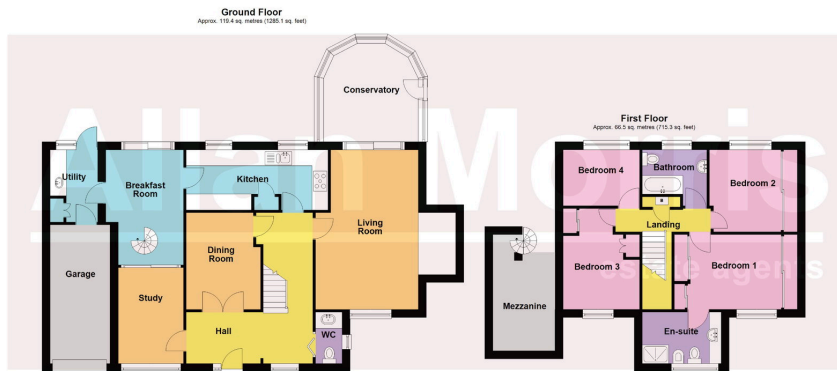 Ground Floor
Approx. 119.4 sq. metres (1285.1 sq. feet)
Conservatory
First Floor
Approx. 66.5 sq. metres (715.3 sq. feet)
Allan Morris
estate agents
Utility
Breakfast
Room
Kitchen
Living
Room
Dining
Room
Garage
Study
Hall
WC
Bedroom 4
Bathroom
Bedroom 2
Landing
Bedroom 3
Bedroom 1
Mezzanine
En-suite